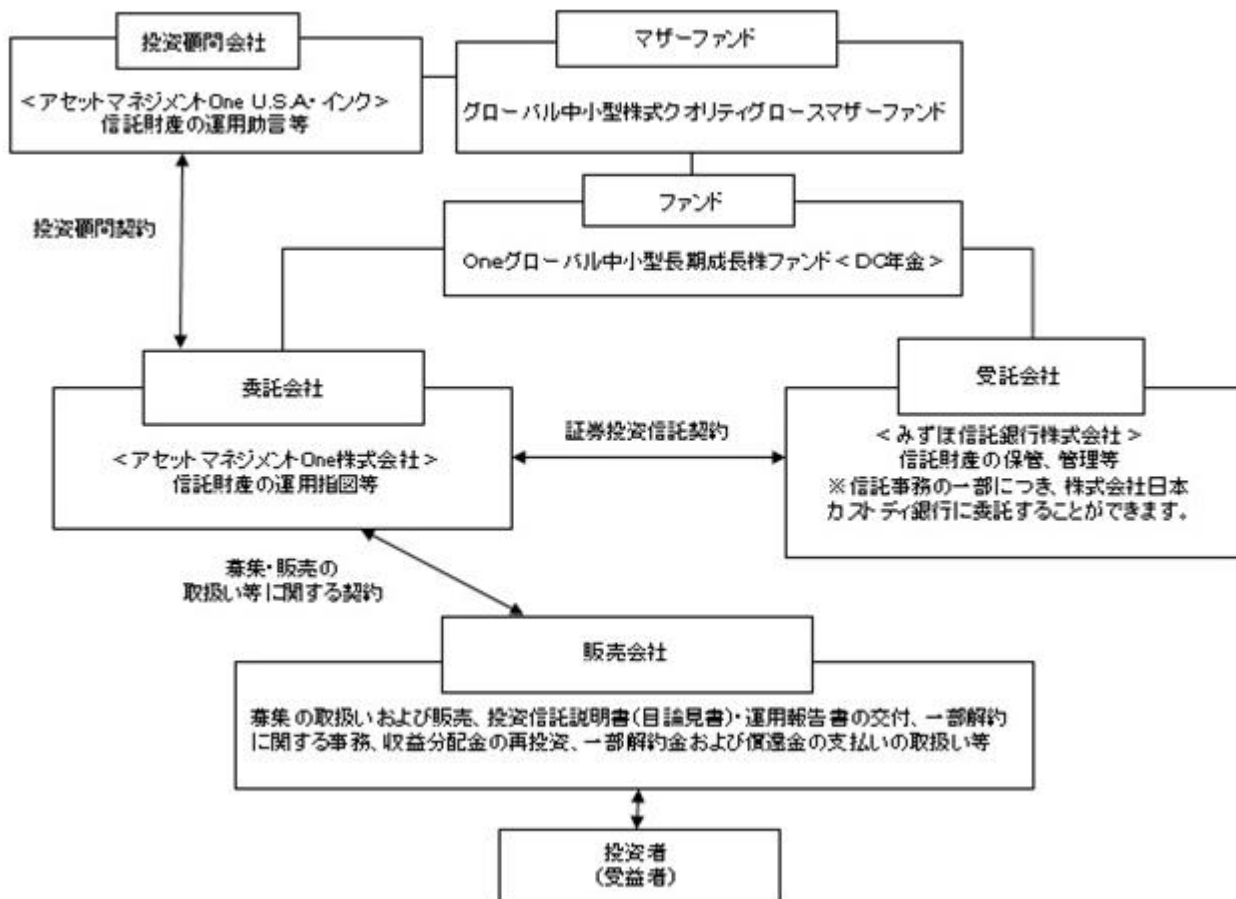 投資顧問会社
<アセットマネジメントOne U.S.A・インク>
信託財産の運用助言等
マザーファンド
グローバル中小型株式クオリティグロースマザーファンド
ファンド
Oneグローバル中小型長期成長株ファンド<DC年金>
投資顧問契約
委託会社
<アセットマネジメントOne株式会社>
信託財産の運用指図等
証券投資信託契約
受託会社
<みずほ信託銀行株式会社>
信託財産の保管、管理等
※信託事務の一部につき、株式会社日本
カストディ銀行に委託することができます。
募集・販売の
取扱い等に関する契約
販売会社
募集の取扱いおよび販売、投資信託説明書(目論見書)・運用報告書の交付、一部解約
に関する事務、収益分配金の再投資、一部解約金および償還金の支払いの取扱い等
投資者
(受益者)